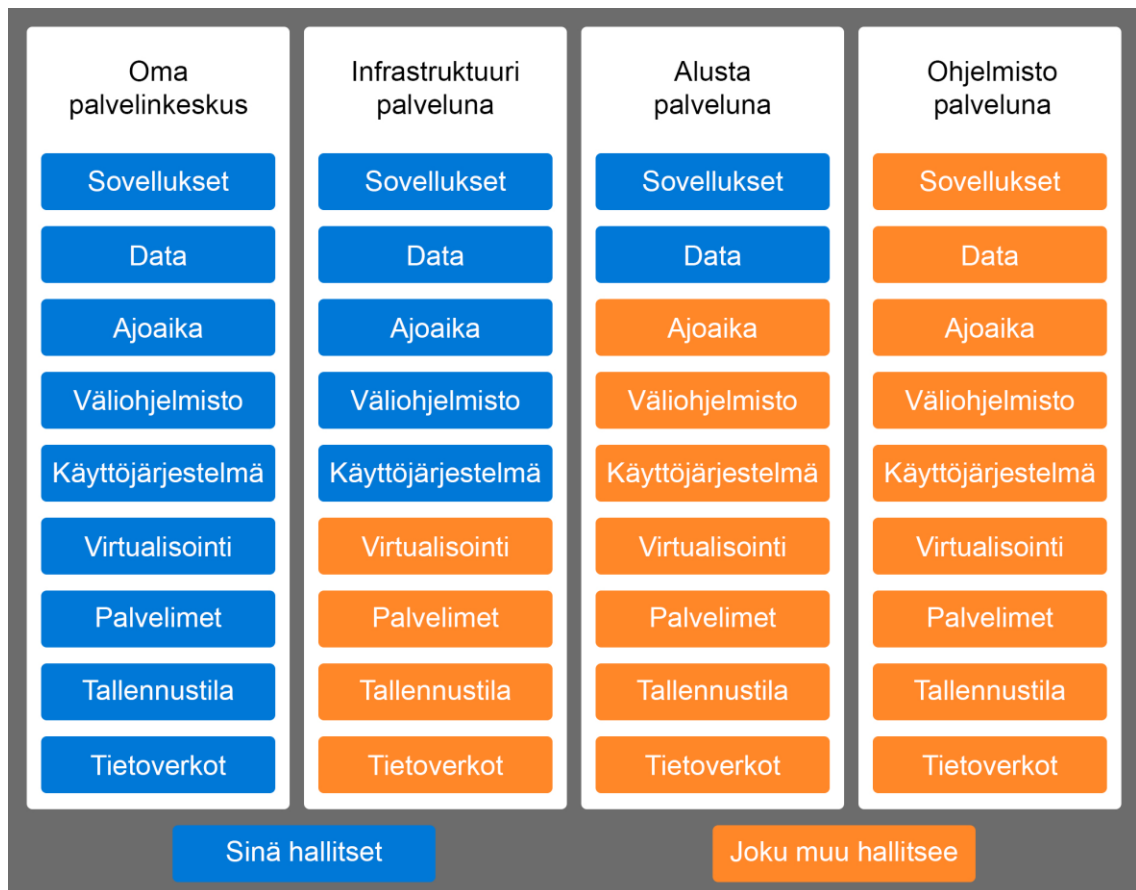 Oma
palvelinkeskus
Sovellukset
Data
Ajoaika
Väliohjelmisto
Käyttöjärjestelmä
Virtualisointi
Palvelimet
Tallennustila
Tietoverkot
Infrastruktuuri
palveluna
Sovellukset
Data
Ajoaika
Väliohjelmisto
Käyttöjärjestelmä
Virtualisointi
Palvelimet
Tallennustila
Tietoverkot
Alusta
palveluna
Sovellukset
Data
Ajoaika
Väliohjelmisto
Käyttöjärjestelmä
Virtualisointi
Palvelimet
Tallennustila
Tietoverkot
Ohjelmisto
palveluna
Sovellukset
Data
Ajoaika
Väliohjelmisto
Käyttöjärjestelmä
Virtualisointi
Palvelimet
Tallennustila
Tietoverkot
Sinä hallitset
Joku muu hallitsee